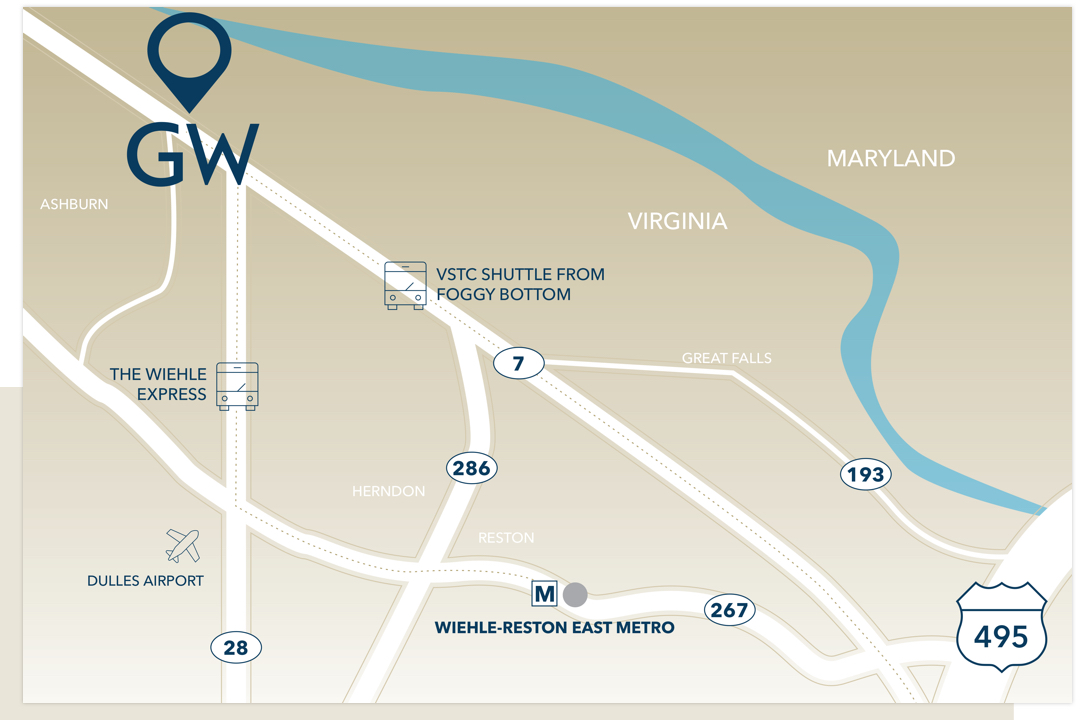 GW
MARYLAND
ASHBURN
VIRGINIA
VSTC SHUTTLE FROM
FOGGY BOTTOM
7
GREAT FALLS
THE WIEHLE
EXPRESS
286
193
HERNDON
RESTON
DULLES AIRPORT
M
267
WIEHLE-RESTON EAST METRO
28
495